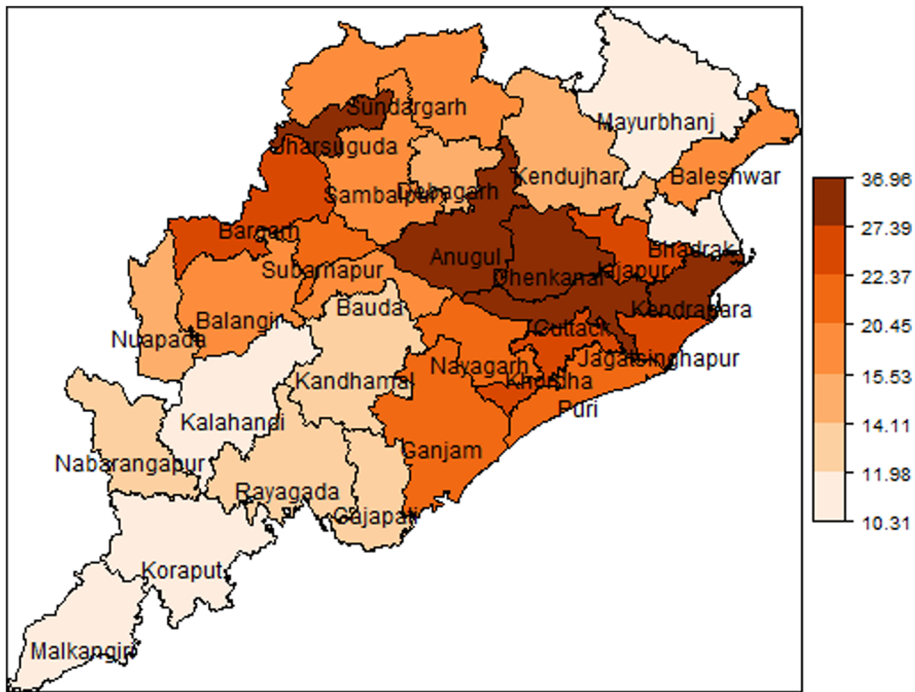 Sundargarh
Mayurbhanj
Jharsuguda
Kendujhar
Baleshwar
Debagarh
Sambalpur
Bargarh
Bhadrak
Anugul
Subarnapur
Jajapur
Dhenkanal
Bauda
Kendrapara
Balangir
Cuttack
Nuapada
Jagatsinghapur
Nayagarh
Kandhamal
Khordha
Puri
Kalahandi
Ganjam
Nabarangapur
Rayagada
Gajapati
Koraput
Malkangiri
36.96
27.39
22.37
20.45
15.53
14.11
11.98
10.31